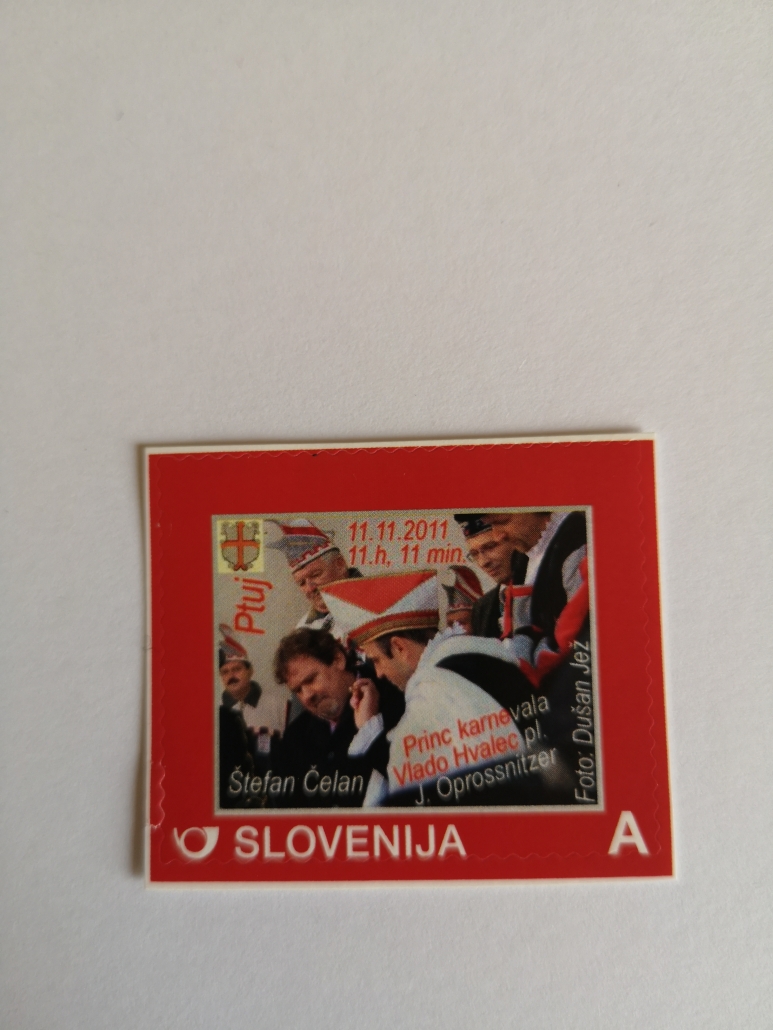 11.11.2011
11.h, 11 min.
Ptuj
Štefan Čelan
Princ karnevala
Vlado Hvalec pl.
J. Oprossnitzer
Foto: Dušan Jež
SLOVENIJA
A